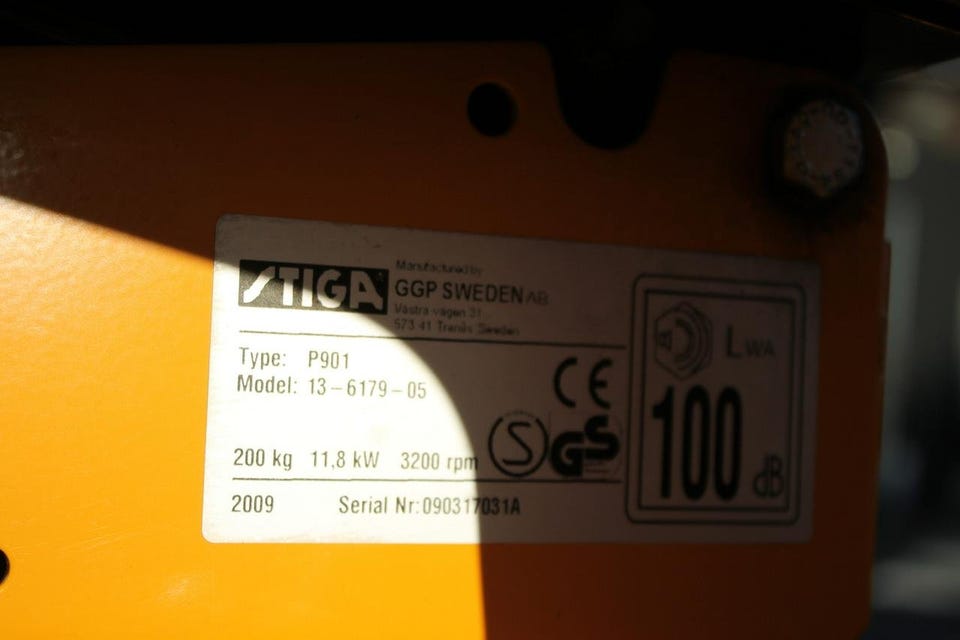 STIGA
Manufactured by
GGP SWEDEN AB
Västra vägen 31
573 41 Tranås Sweden
Type: P901
Model: 13-6179-05
CE
200 kg 11,8 kW 3200 rpm
S
GS
2009 Serial Nr: 090317031A
LWA
100
dB